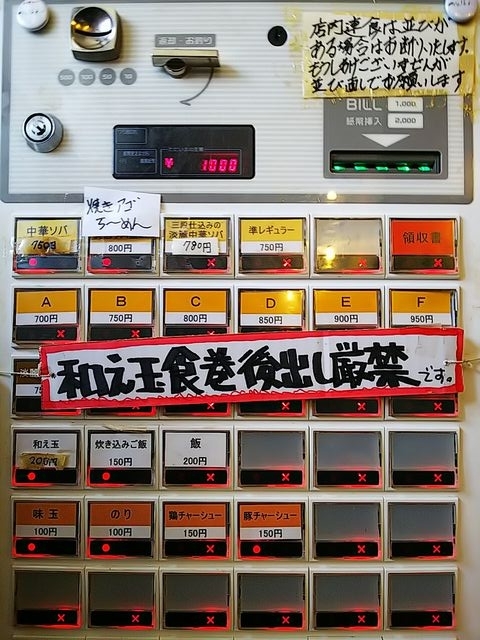 店内連食は並びが
ある場合はお断りいたします。
もうしわけございませんが
並び直しでお願いします
返却・お釣り
500 100 50 10
BILL 1,000
紙幣挿入 2,000
¥ 1000
焼きアゴ
らーめん
中華ソバ
750円
800円
三段仕込みの
淡麗中華ソバ
780円
準レギュラー
750円
領収書
A
700円
B
750円
C
800円
D
850円
E
900円
F
950円
和え玉食巻後出し厳禁です。
和え玉
200円
炊き込みご飯
150円
飯
200円
味玉
100円
のり
100円
鶏チャーシュー
150円
豚チャーシュー
150円